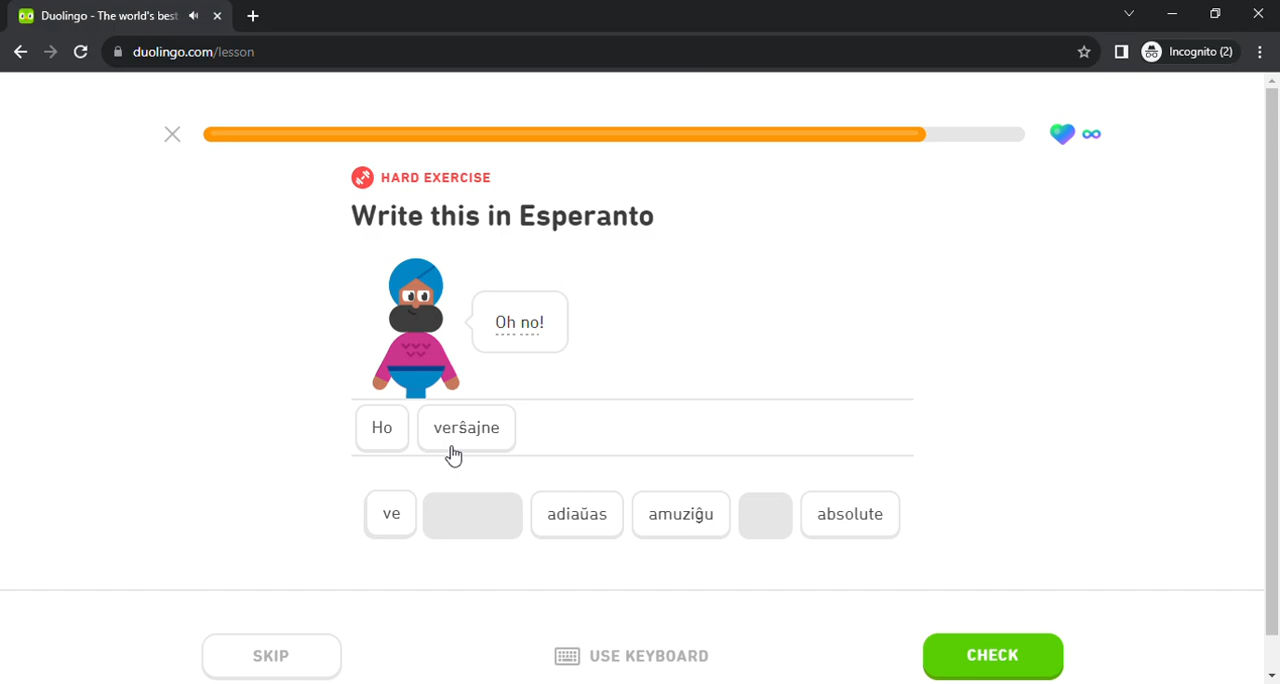 Duolingo - The world's best
duolingo.com/lesson
Incognito (2)
HARD EXERCISE
Write this in Esperanto
Oh no!
Ho verŝajne
ve adiaŭas amuziĝu absolute
SKIP USE KEYBOARD CHECK